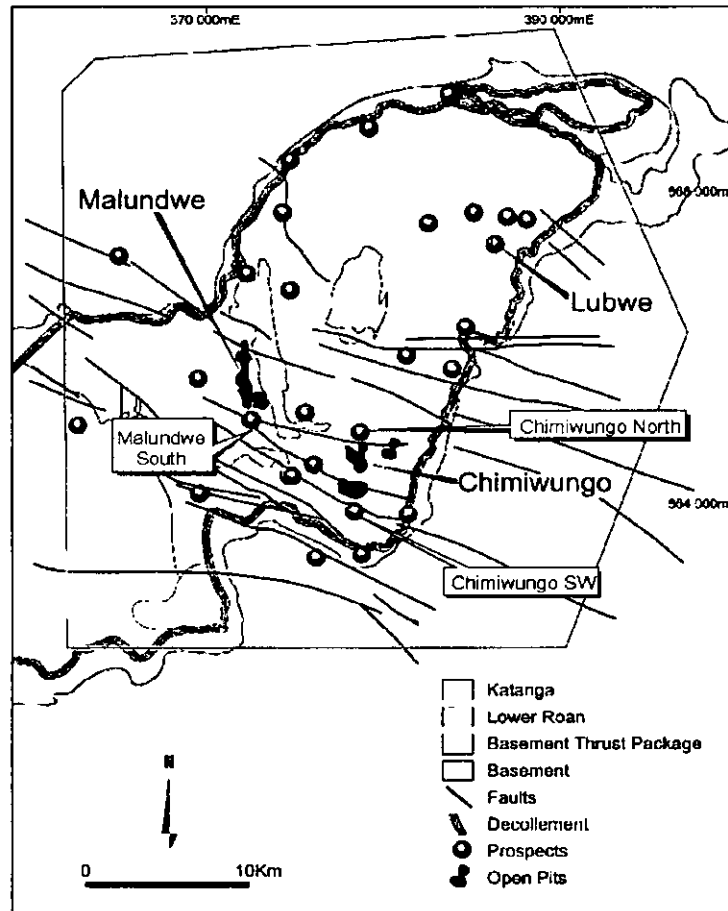 570 000mE 390 000mE
Malundwe
Lubwe
Malundwe
South
Chimiwungo North
Chimiwungo
Chimiwungo SW
Katanga
Lower Roan
Basement Thrust Package
Basement
Faults
Decollement
Prospects
Open Pits
N
0 10Km